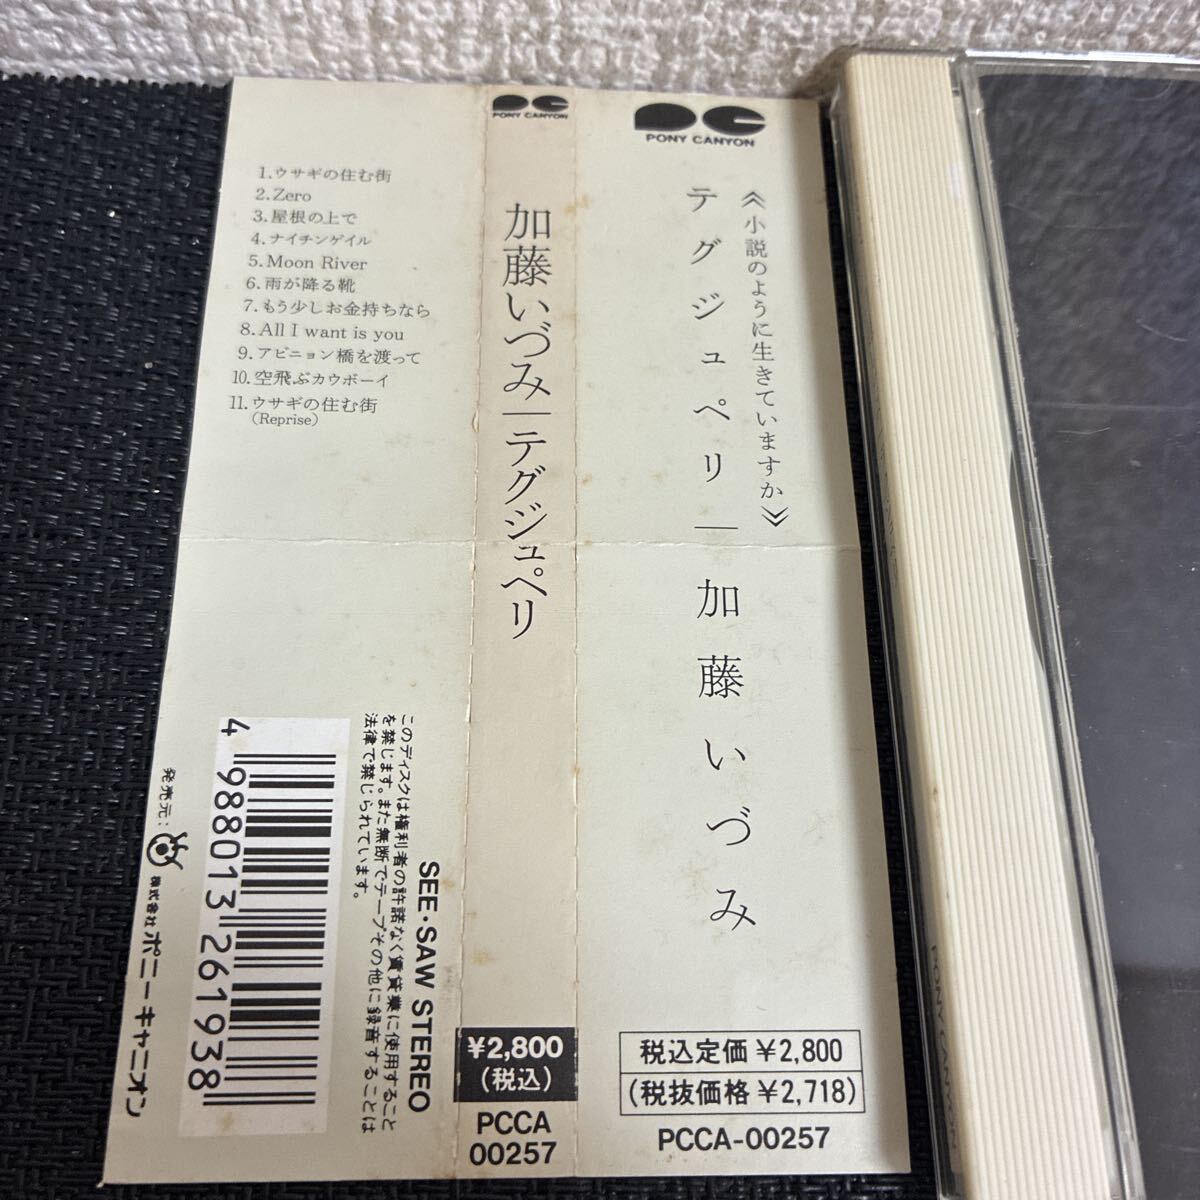 1.ウサギの住む街
2.Zero
3.屋根の上で
4.ナイチンゲイル
5.Moon River
6.雨が降る靴
7.もう少しお金持ちなら
8.All I want is you
9.アビニョン橋を渡って
10.空飛ぶカウボーイ
11.ウサギの住む街
(Reprise)
SEE・SAW STEREO
このディスクは権利者の許諾なく賃貸業に使用すること
を禁じます。また無断でテープその他に録音することは
法律で禁じられています。
4 988013 261938
発売元:
株式会社ポニーキャニオン
PONY CANYON
加藤いづみ|テグジュペリ
¥2,800
(税込)
PCCA
00257
PONY CANYON
《小説のように生きていますか》
テグジュペリ|加藤いづみ
税込定価¥2,800
(税抜価格¥2,718)
PCCA-00257
PONY CANYON